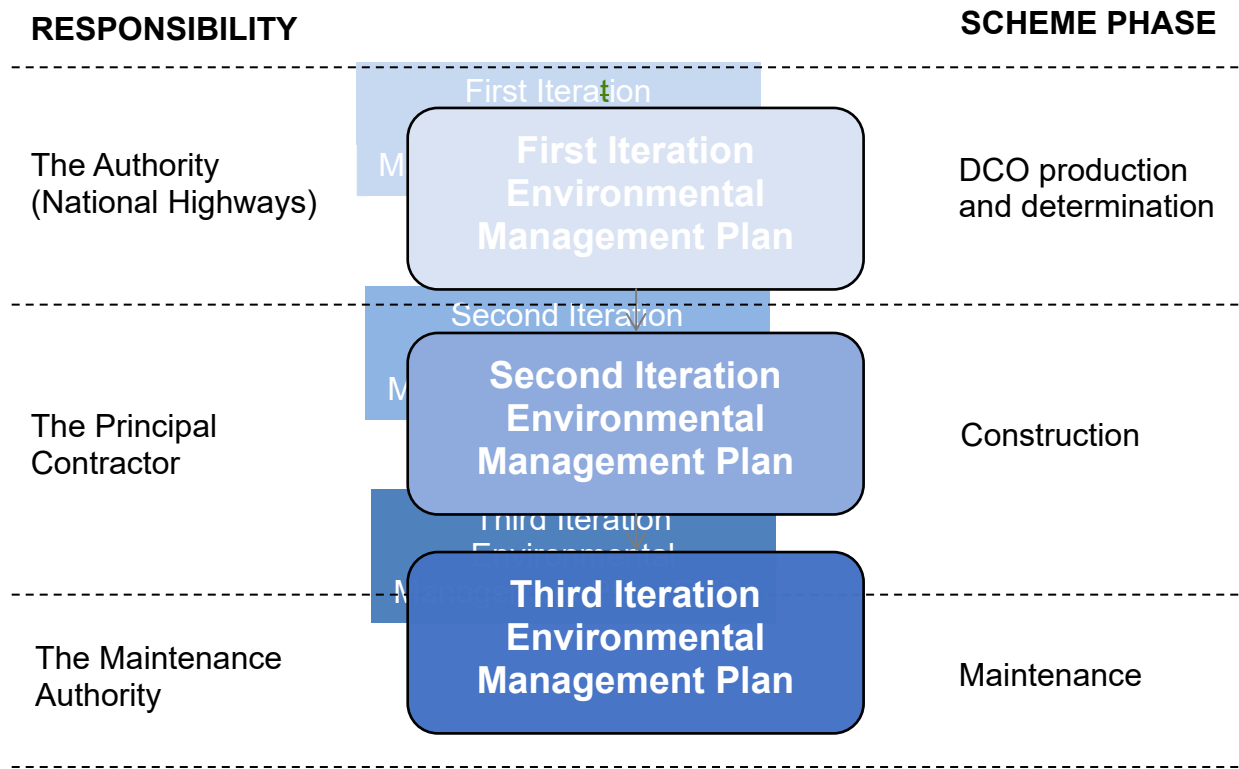 RESPONSIBILITY
SCHEME PHASE
First Iteration
M
The Authority
(National Highways)
First Iteration
Environmental
Management Plan
DCO production
and determination
Second Iteration
M
The Principal
Contractor
Second Iteration
Environmental
Management Plan
Construction
Third Iteration
Environmental
The Maintenance
Authority
Third Iteration
Environmental
Management Plan
Maintenance